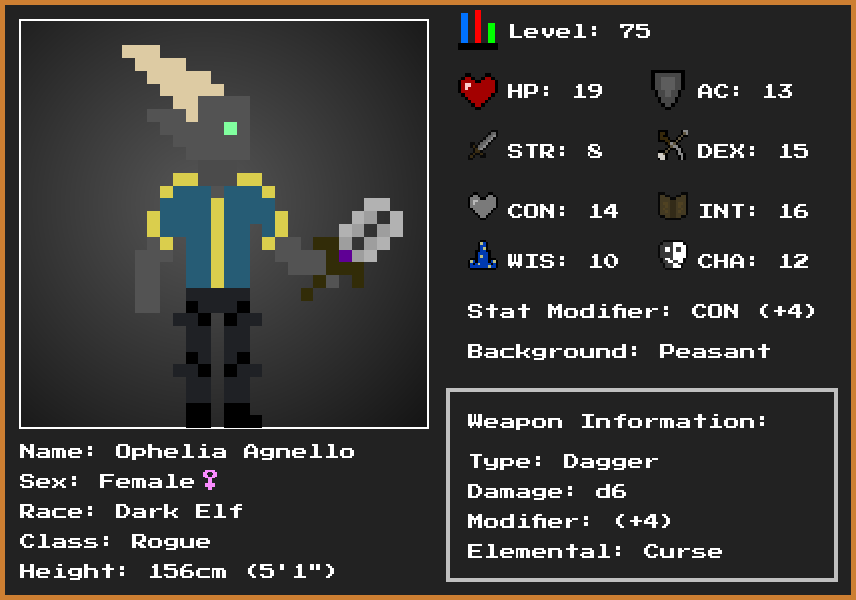 Level: 75
HP: 19 AC: 13
STR: 8 DEX: 15
CON: 14 INT: 16
WIS: 10 CHA: 12
Stat Modifier: CON (+4)
Background: Peasant
Weapon Information:
Type: Dagger
Damage: d6
Modifier: (+4)
Elemental: Curse
Name: Ophelia Agnello
Sex: Female♀
Race: Dark Elf
Class: Rogue
Height: 156cm (5'1")